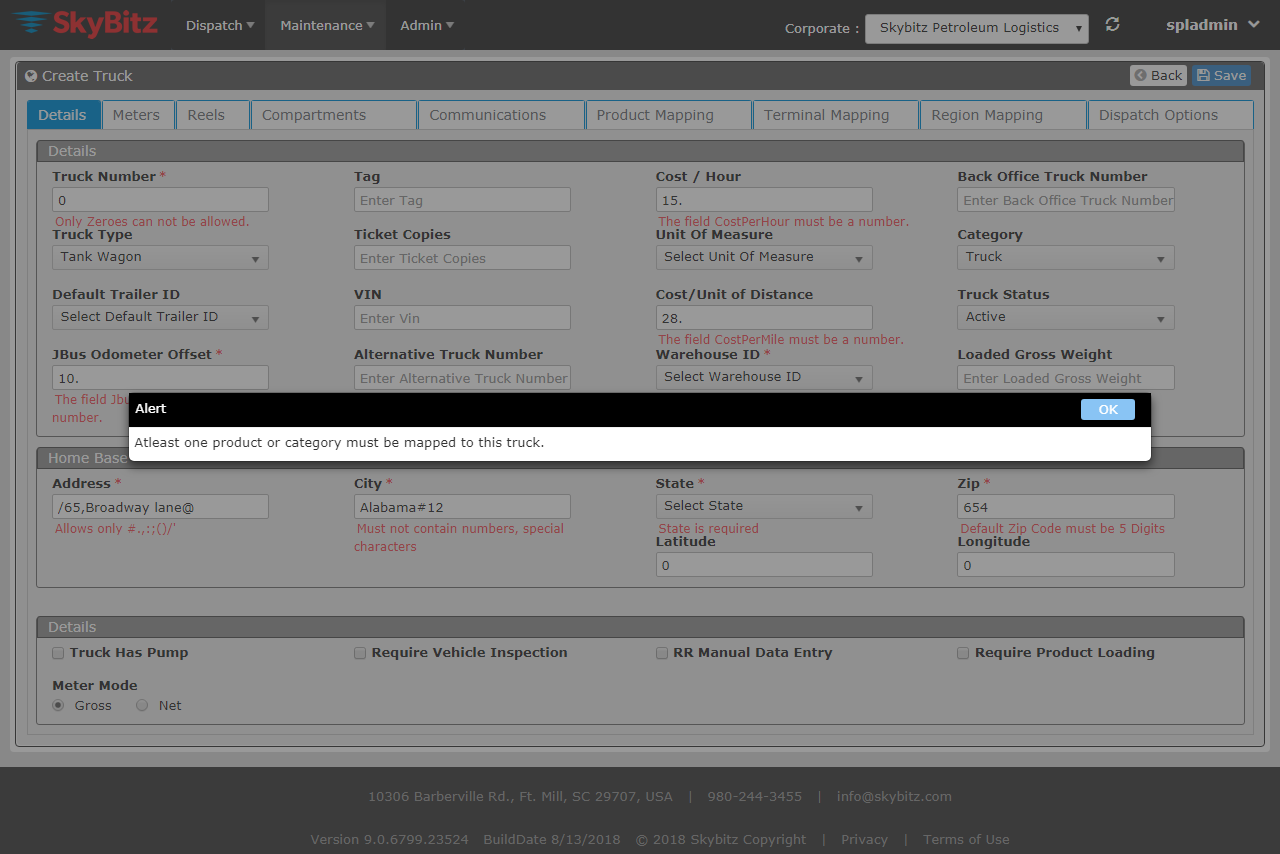 SkyBitz Dispatch Maintenance Admin Corporate : Skybitz Petroleum Logistics spladmin
Create Truck Back Save
Details Meters Reels Compartments Communications Product Mapping Terminal Mapping Region Mapping Dispatch Options
Details
Truck Number * Tag Cost / Hour Back Office Truck Number
0 Enter Tag 15. Enter Back Office Truck Number
Only Zeroes can not be allowed. The field CostPerHour must be a number.
Truck Type Ticket Copies Unit Of Measure Category
Tank Wagon Enter Ticket Copies Select Unit Of Measure Truck
Default Trailer ID VIN Cost/Unit of Distance Truck Status
Select Default Trailer ID Enter Vin 28. Active
The field CostPerMile must be a number.
JBus Odometer Offset * Alternative Truck Number Warehouse ID * Loaded Gross Weight
10. Enter Alternative Truck Number Select Warehouse ID Enter Loaded Gross Weight
The field
number.
Alert OK
Atleast one product or category must be mapped to this truck.
Home Base
Address * City * State * Zip *
/65,Broadway lane@ Alabama#12 Select State 654
Allows only #.,:;()/' Must not contain numbers, special State is required Default Zip Code must be 5 Digits
characters
Latitude Longitude
0 0
Details
Truck Has Pump Require Vehicle Inspection RR Manual Data Entry Require Product Loading
Meter Mode
Gross Net
10306 Barberville Rd., Ft. Mill, SC 29707, USA | 980-244-3455 | info@skybitz.com
Version 9.0.6799.23524 BuildDate 8/13/2018 © 2018 Skybitz Copyright | Privacy | Terms of Use